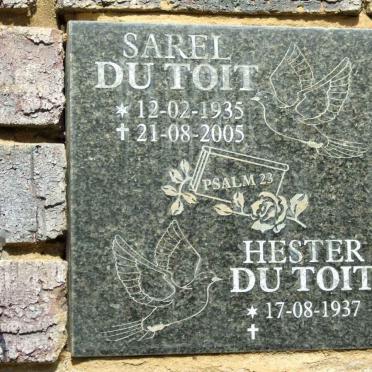 SAREL
DU TOIT
* 12-02-1935
† 21-08-2005
PSALM 23
HESTER
DU TOIT
* 17-08-1937
†